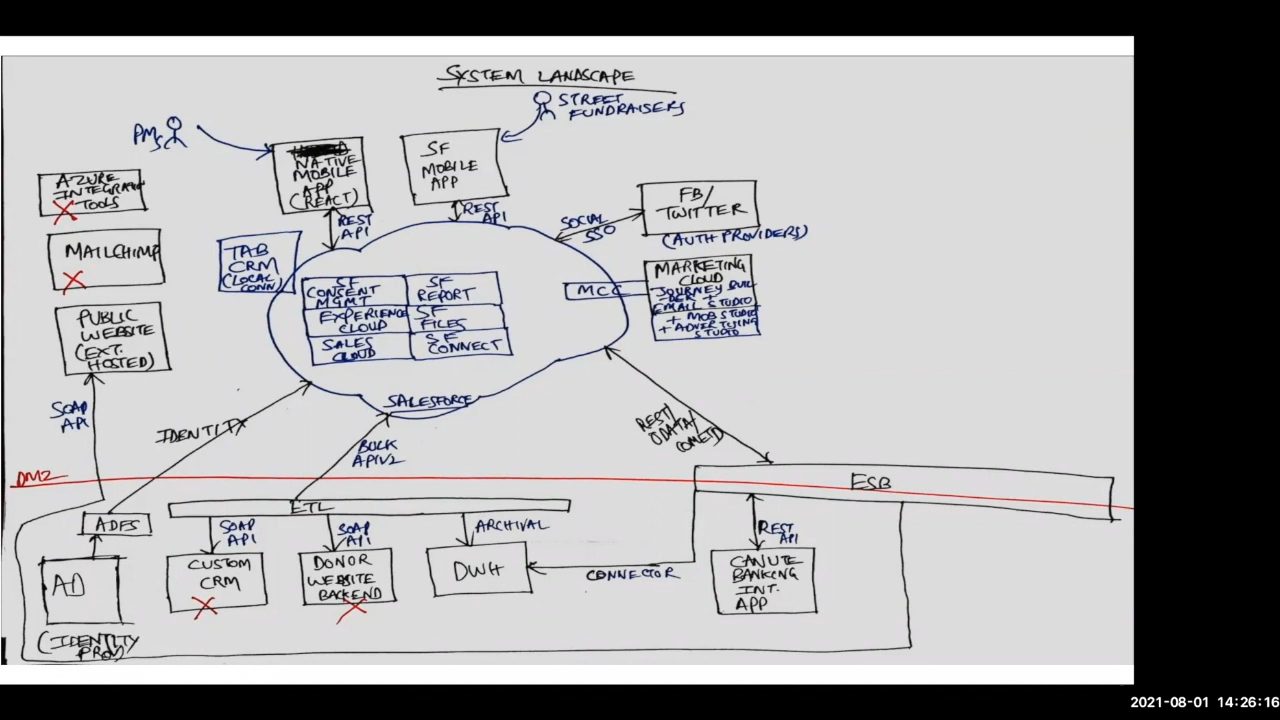 SYSTEM LANDSCAPE
STREET
FUNDRAISERS
PMSC
NATIVE
MOBILE
APP
(REACT)
SF
MOBILE
APP
AZURE
INTEGRATION
TOOLS
REST
API
REST
API
SOCIAL
SSO
FB/
TWITTER
(AUTH PROVIDERS)
MAILCHIMP
TAB
CRM
(LOCAL
CONN)
SF
CONSENT
MGMT
SF
REPORT
EXPERIENCE
CLOUD
SF
FILES
SALES
CLOUD
SF
CONNECT
MCC
MARKETING
CLOUD
JOURNEY BUIL
-DER +
EMAIL STUDIO
+ MOB STUDIO
+ ADVERTISING
STUDIO
PUBLIC
WEBSITE
(EXT.
HOSTED)
SALESFORCE
SOAP
API
IDENTITY
BULK
APIV2
REST/
ODATA/
COMETD
DMZ
ESB
ADFS
ETL
SOAP
API
SOAP
API
ARCHIVAL
REST
API
AD
(IDENTITY
PROV)
CUSTOM
CRM
DONOR
WEBSITE
BACKEND
DWH
CONNECTOR
CANUTE
BANKING
INT.
APP
2021-08-01 14:26:16